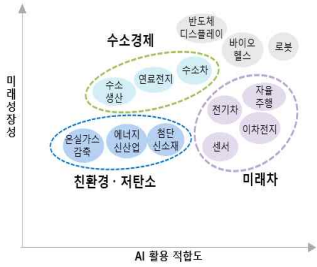 반도체
디스플레이
바이오
헬스
로봇
수소경제
수소차
연료전지
수소
생산
자율
주행
전기차
이차전지
센서
미래차
온실가스
감축
에너지
신산업
첨단
신소재
친환경 · 저탄소
미래성장성
AI 활용 적합도